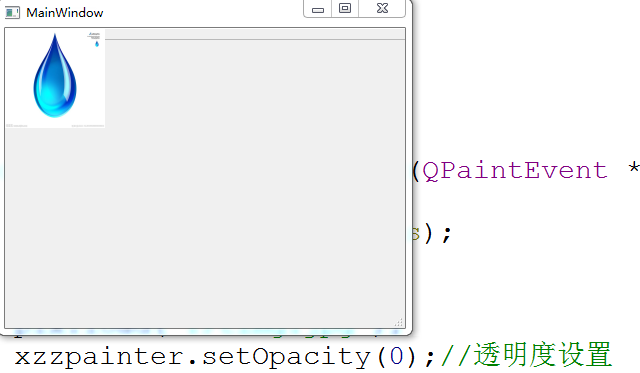 MainWindow
(QPaintEvent *
);
xzzpainter.setOpacity(0);//透明度设置